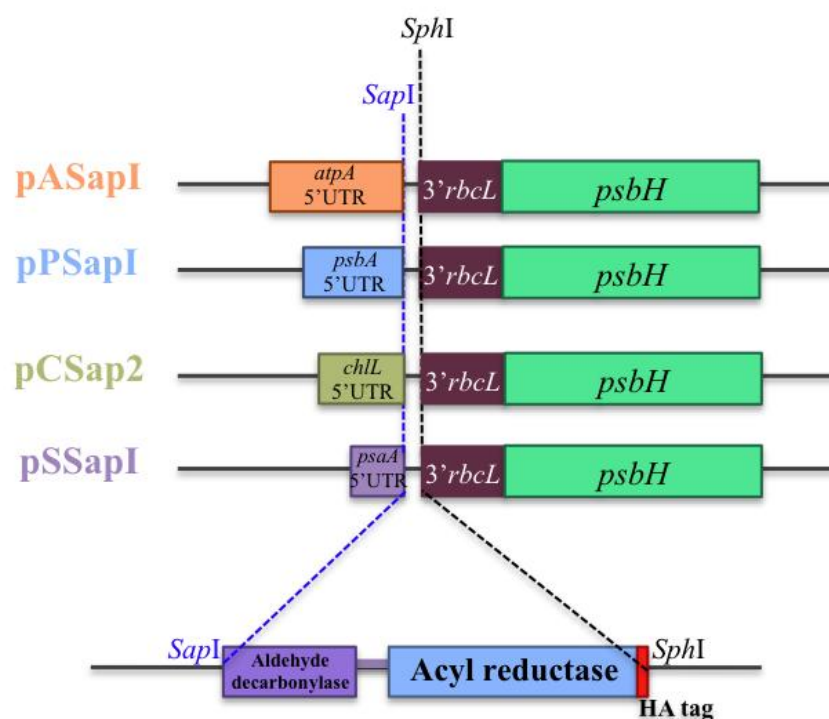 SphI
SapI
pASapI
atpA
5'UTR
3'rbcL
psbH
pPSapI
psbA
5'UTR
3'rbcL
psbH
pCSap2
chlL
5'UTR
3'rbcL
psbH
pSSapI
psaA
5'UTR
3'rbcL
psbH
SapI
Aldehyde
decarbonylase
Acyl reductase
SphI
HA tag